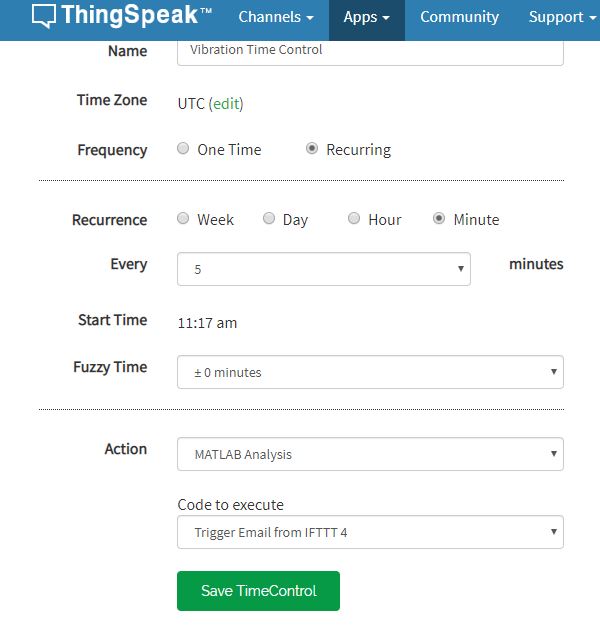 ThingSpeak™ Channels Apps Community Support
Name Vibration Time Control
Time Zone UTC (edit)
Frequency One Time Recurring
Recurrence Week Day Hour Minute
Every 5 minutes
Start Time 11:17 am
Fuzzy Time ± 0 minutes
Action MATLAB Analysis
Code to execute
Trigger Email from IFTTT 4
Save TimeControl